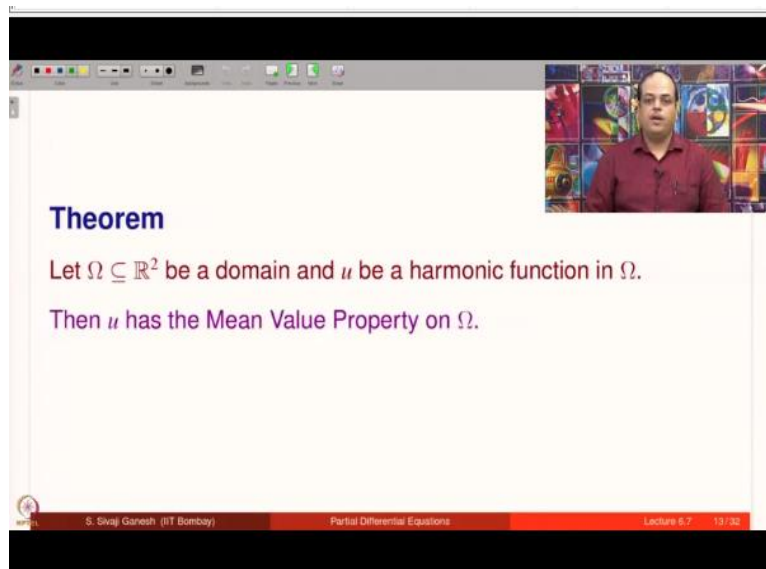 Theorem
Let Ω ⊆ ℝ² be a domain and u be a harmonic function in Ω.
Then u has the Mean Value Property on Ω.
S. Sivaji Ganesh (IIT Bombay) Partial Differential Equations Lecture 6.7 13/32